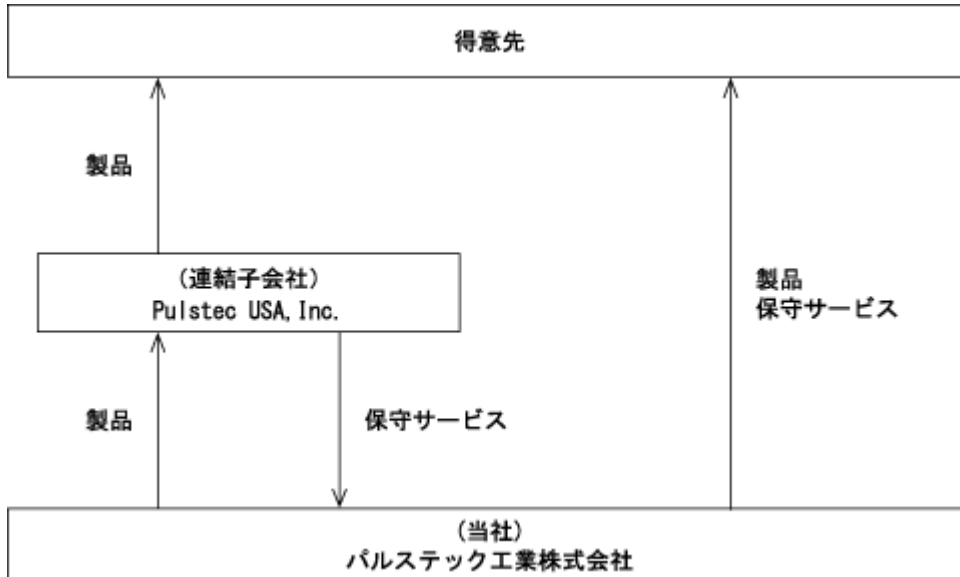 得意先
製品
(連結子会社)
Pulstec USA,Inc.
製品
保守サービス
製品
保守サービス
(当社)
パルステック工業株式会社